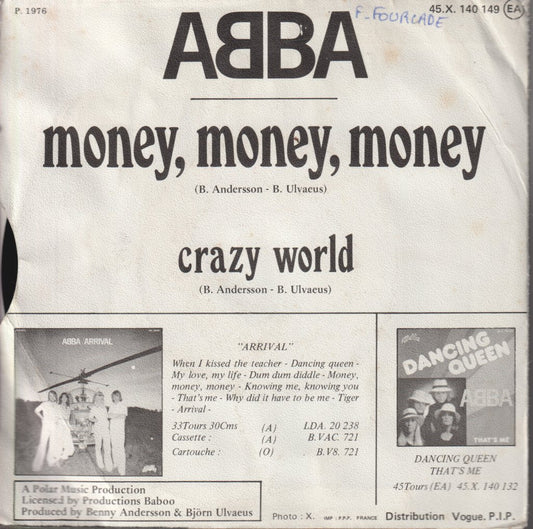 P. 1976
F. FOURCADE
45.X. 140 149 (EA)
ABBA
money, money, money
(B. Andersson - B. Ulvaeus)
crazy world
(B. Andersson - B. Ulvaeus)
ABBA ARRIVAL
"ARRIVAL"
When I kissed the teacher - Dancing queen -
My love, my life - Dum dum diddle - Money,
money, money - Knowing me, knowing you
- That's me - Why did it have to be me - Tiger
- Arrival -
33Tours 30Cms (A) LDA. 20 238
Cassette : (A) B.VAC. 721
Cartouche : (O) B.V8. 721
DANCING
QUEEN
ABBA
THAT'S ME
DANCING QUEEN
THAT'S ME
45Tours (EA) 45.X. 140 132
A Polar Music Production
Licensed by Productions Baboo
Produced by Benny Andersson & Björn Ulvaeus
Photo : X. IMP : F.P.P. FRANCE Distribution Vogue. P.I.P.